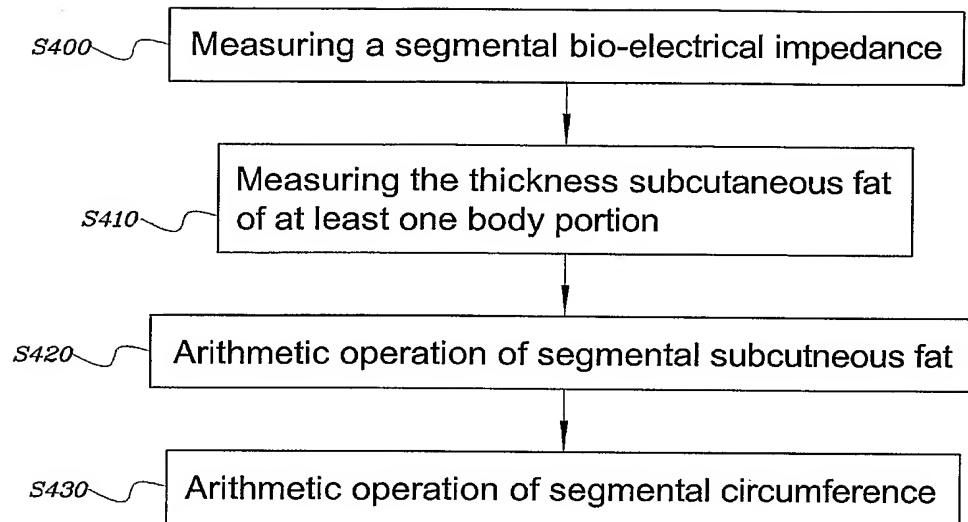 S400 Measuring a segmental bio-electrical impedance
S410 Measuring the thickness subcutaneous fat
of at least one body portion
S420 Arithmetic operation of segmental subcutneous fat
S430 Arithmetic operation of segmental circumference